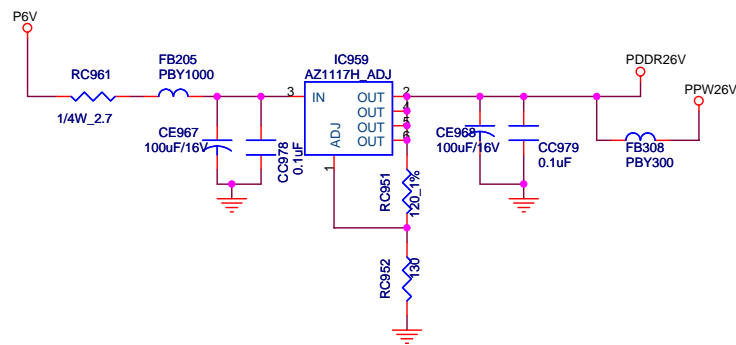 P6V
RC961
1/4W_2.7
FB205
PBY1000
CE967
100uF/16V
CC978
0.1uF
IC959
AZ1117H_ADJ
3
IN
OUT
OUT
OUT
OUT
ADJ
1
2
4
5
6
RC951
120_1%
RC952
130
CE968
100uF/16V
CC979
0.1uF
PDDR26V
PPW26V
FB308
PBY300